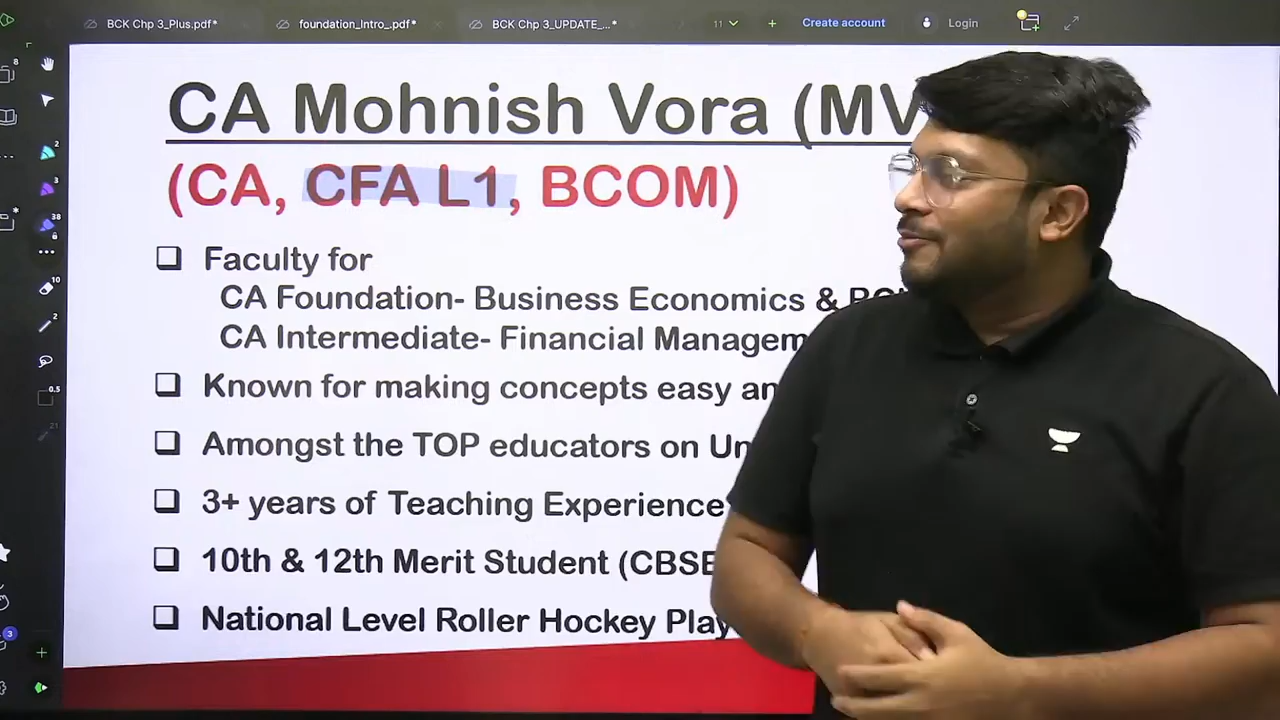 BCK Chp 3_Plus.pdf* foundation_Intro_.pdf* BCK Chp 3_UPDATE_...* 11 Create account Login
CA Mohnish Vora (MV
(CA, CFA L1, BCOM)
Faculty for
CA Foundation- Business Economics &
CA Intermediate- Financial Managem
Known for making concepts easy an
Amongst the TOP educators on Un
3+ years of Teaching Experience
10th & 12th Merit Student (CBSE
National Level Roller Hockey Play